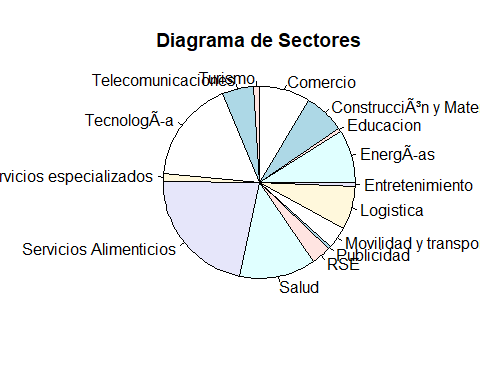 Diagrama de Sectores
Telecomunicaciones
Turismo
Comercio
ConstrucciÃ³n y Mate
TecnologÃ-a
Educacion
EnergÃ-as
rvicios especializados
Entretenimiento
Logistica
Servicios Alimenticios
Movilidad y transpo
Publicidad
RSE
Salud